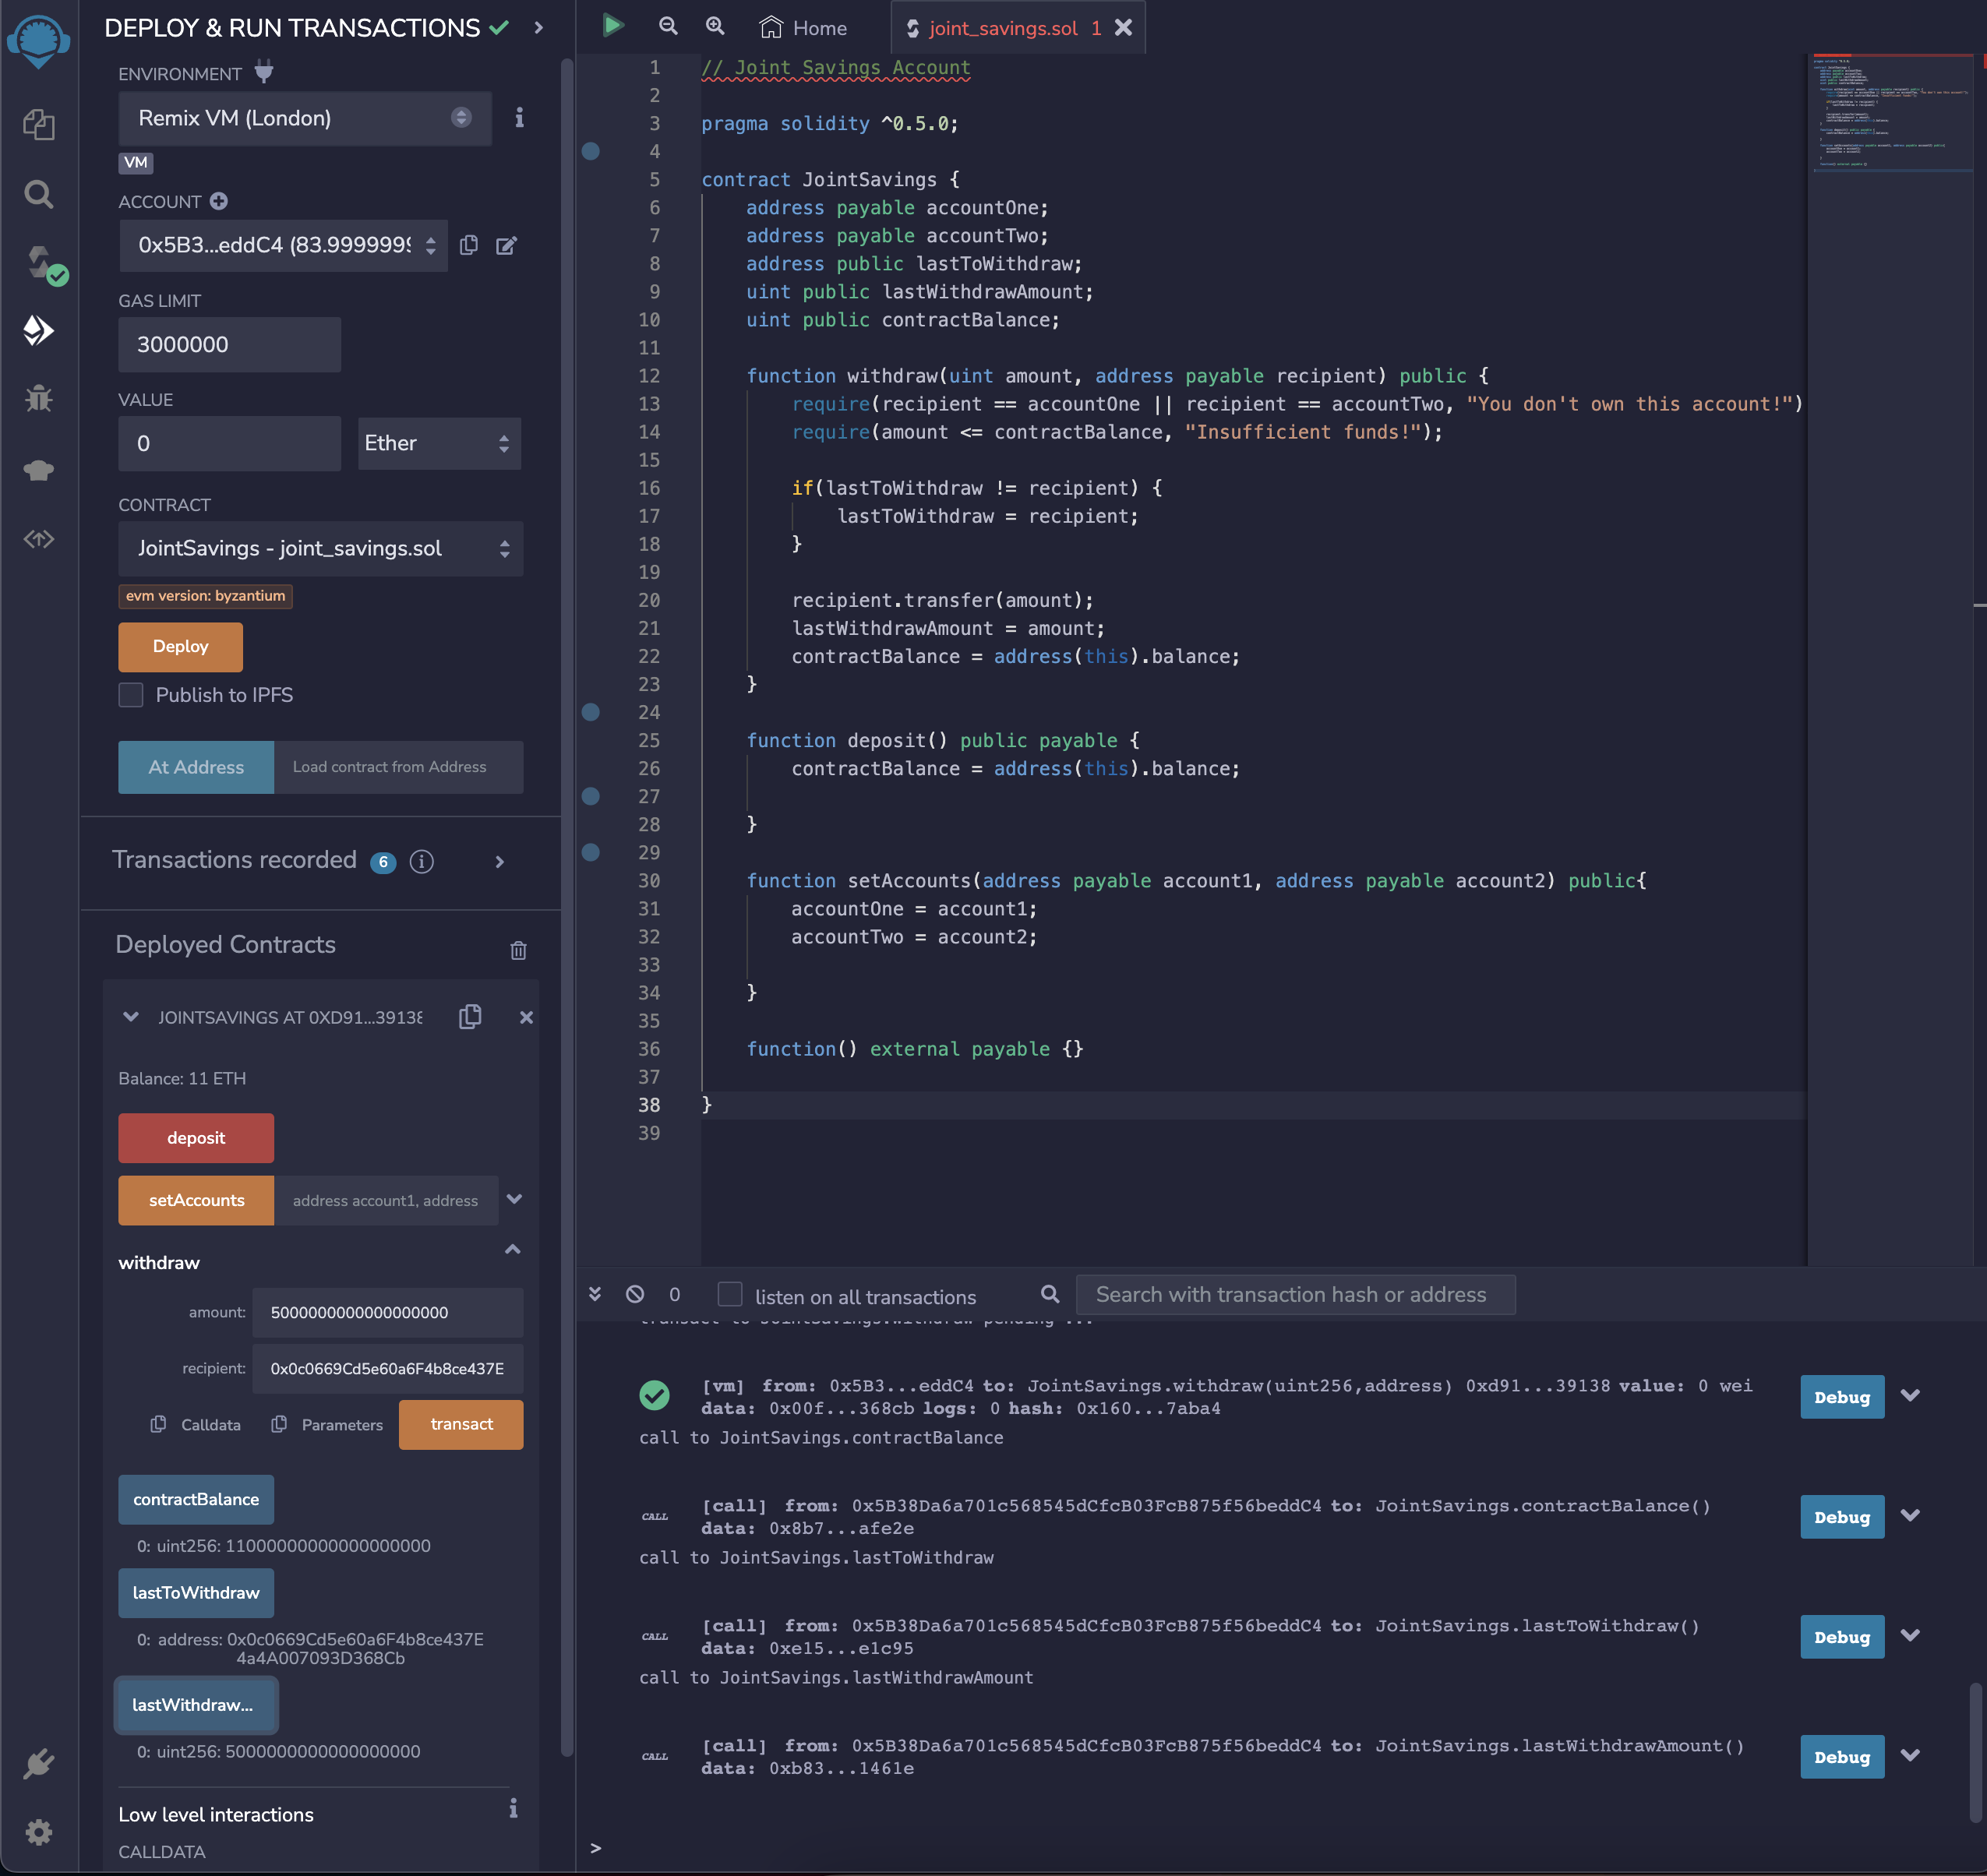 DEPLOY & RUN TRANSACTIONS
ENVIRONMENT
Remix VM (London)
VM
ACCOUNT
0x5B3...eddC4 (83.9999999
GAS LIMIT
3000000
VALUE
0
Ether
CONTRACT
JointSavings - joint_savings.sol
evm version: byzantium
Deploy
Publish to IPFS
At Address
Load contract from Address
Transactions recorded 6
Deployed Contracts
JOINTSAVINGS AT 0XD91...39138
Balance: 11 ETH
deposit
setAccounts
address account1, address
withdraw
amount:
5000000000000000000
recipient:
0x0c0669Cd5e60a6F4b8ce437E
Calldata
Parameters
transact
contractBalance
0: uint256: 11000000000000000000
lastToWithdraw
0: address: 0x0c0669Cd5e60a6F4b8ce437E
4a4A007093D368Cb
lastWithdraw...
0: uint256: 5000000000000000000
Low level interactions
CALLDATA
Home
joint_savings.sol 1
1 // Joint Savings Account
2
3 pragma solidity ^0.5.0;
4
5 contract JointSavings {
6 address payable accountOne;
7 address payable accountTwo;
8 address public lastToWithdraw;
9 uint public lastWithdrawAmount;
10 uint public contractBalance;
11
12 function withdraw(uint amount, address payable recipient) public {
13 require(recipient == accountOne || recipient == accountTwo, "You don't own this account!")
14 require(amount <= contractBalance, "Insufficient funds!");
15
16 if(lastToWithdraw != recipient) {
17 lastToWithdraw = recipient;
18 }
19
20 recipient.transfer(amount);
21 lastWithdrawAmount = amount;
22 contractBalance = address(this).balance;
23 }
24
25 function deposit() public payable {
26 contractBalance = address(this).balance;
27
28 }
29
30 function setAccounts(address payable account1, address payable account2) public{
31 accountOne = account1;
32 accountTwo = account2;
33
34 }
35
36 function() external payable {}
37
38 }
39
0
listen on all transactions
Search with transaction hash or address
transact to JointSavings.withdraw pending ...
[vm] from: 0x5B3...eddC4 to: JointSavings.withdraw(uint256,address) 0xd91...39138 value: 0 wei
data: 0x00f...368cb logs: 0 hash: 0x160...7aba4
Debug
call to JointSavings.contractBalance
CALL
[call] from: 0x5B38Da6a701c568545dCfcB03FcB875f56beddC4 to: JointSavings.contractBalance()
data: 0x8b7...afe2e
Debug
call to JointSavings.lastToWithdraw
CALL
[call] from: 0x5B38Da6a701c568545dCfcB03FcB875f56beddC4 to: JointSavings.lastToWithdraw()
data: 0xe15...e1c95
Debug
call to JointSavings.lastWithdrawAmount
CALL
[call] from: 0x5B38Da6a701c568545dCfcB03FcB875f56beddC4 to: JointSavings.lastWithdrawAmount()
data: 0xb83...1461e
Debug
>